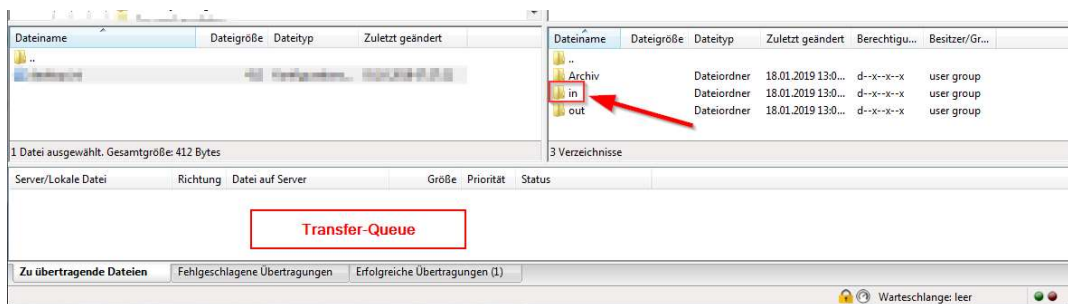 Dateiname Dateigröße Dateityp Zuletzt geändert
..
1 Datei ausgewählt. Gesamtgröße: 412 Bytes
Dateiname Dateigröße Dateityp Zuletzt geändert Berechtigu... Besitzer/Gr...
..
Archiv Dateiordner 18.01.2019 13:0... d--x--x--x user group
in Dateiordner 18.01.2019 13:0... d--x--x--x user group
out Dateiordner 18.01.2019 13:0... d--x--x--x user group
3 Verzeichnisse
Server/Lokale Datei Richtung Datei auf Server Größe Priorität Status
Transfer-Queue
Zu übertragende Dateien Fehlgeschlagene Übertragungen Erfolgreiche Übertragungen (1)
Warteschlange: leer